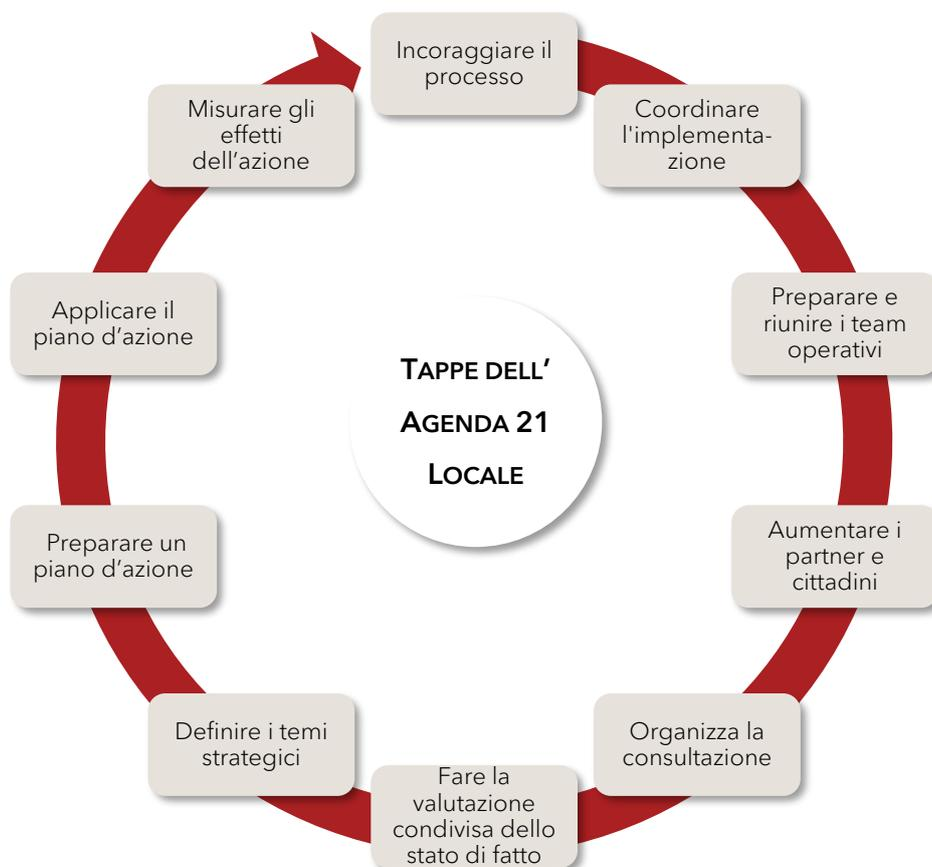 Incoraggiare il
processo
Coordinare
l'implementa-
zione
Preparare e
riunire i team
operativi
Aumentare i
partner e
cittadini
Organizza la
consultazione
Fare la
valutazione
condivisa dello
stato di fatto
Definire i temi
strategici
Preparare un
piano d’azione
Applicare il
piano d’azione
Misurare gli
effetti
dell’azione
TAPPE DELL’
AGENDA 21
LOCALE